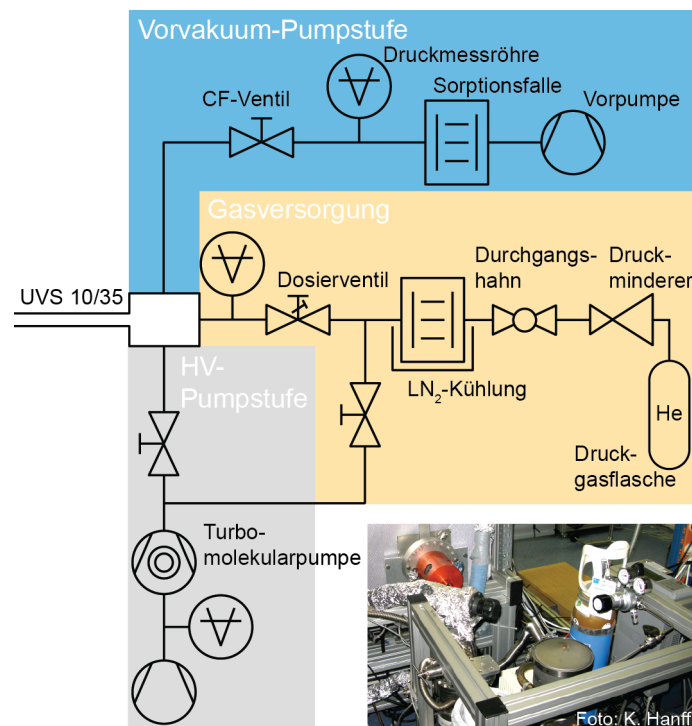 Vorvakuum-Pumpstufe
Druckmessröhre
Sorptionsfalle
CF-Ventil
Vorpumpe
Gasversorgung
Durchgangs-
hahn
Druck-
minderer
Dosierventil
UVS 10/35
HV-
Pumpstufe
LN₂-Kühlung
He
Druck-
gasflasche
Turbo-
molekularpumpe
Foto: K. Hanff